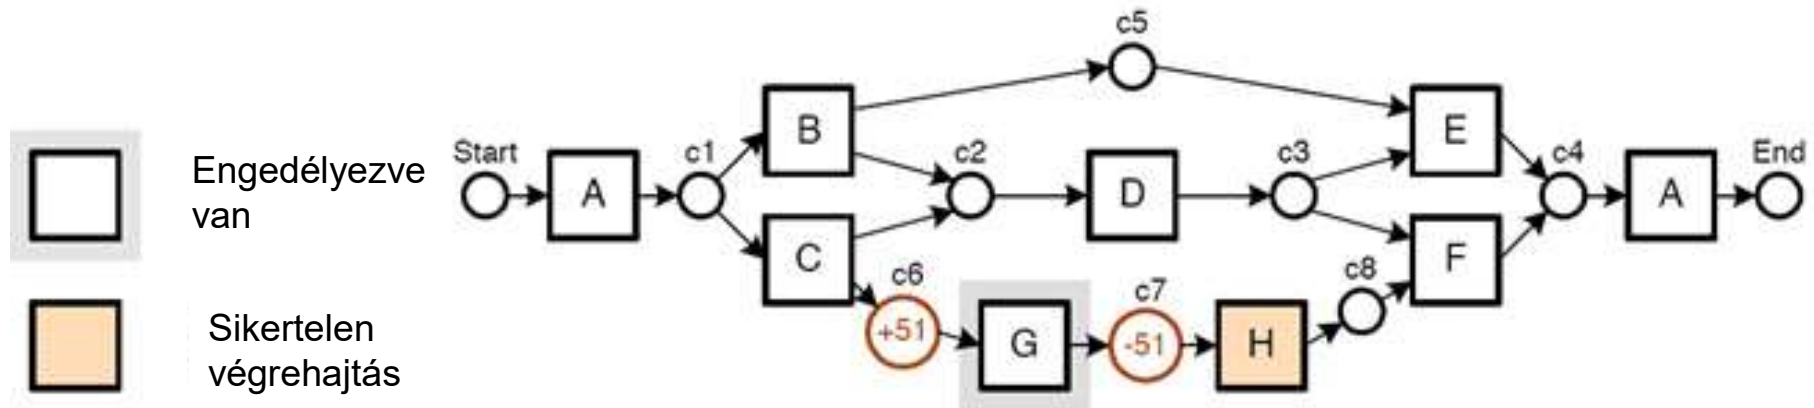 Engedélyezve
van
Sikertelen
végrehajtás
Start
A
c1
B
C
c2
c5
D
c3
E
F
c4
A
End
c6
+51
G
c7
-51
H
c8